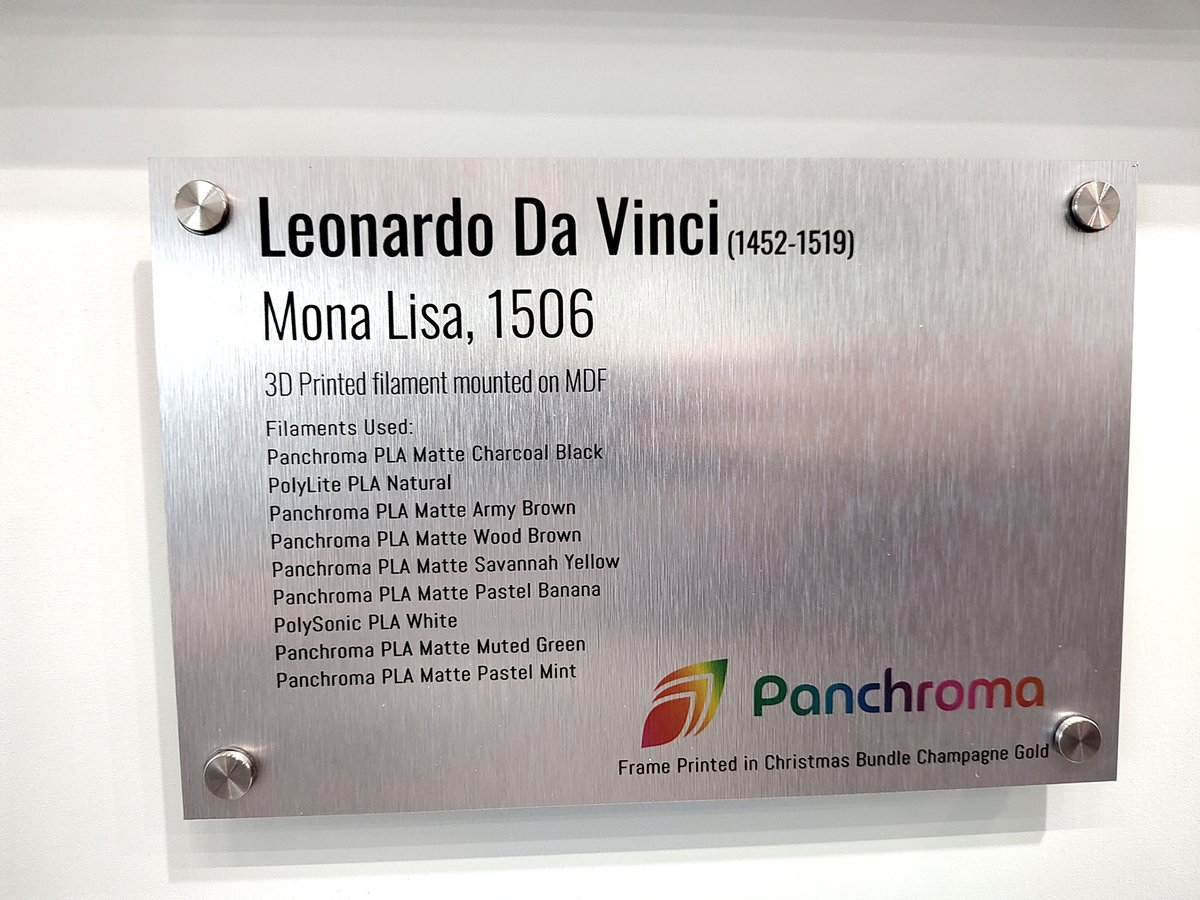 Leonardo Da Vinci (1452-1519)
Mona Lisa, 1506
3D Printed filament mounted on MDF
Filaments Used:
Panchroma PLA Matte Charcoal Black
PolyLite PLA Natural
Panchroma PLA Matte Army Brown
Panchroma PLA Matte Wood Brown
Panchroma PLA Matte Savannah Yellow
Panchroma PLA Matte Pastel Banana
PolySonic PLA White
Panchroma PLA Matte Muted Green
Panchroma PLA Matte Pastel Mint
Panchroma
Frame Printed in Christmas Bundle Champagne Gold